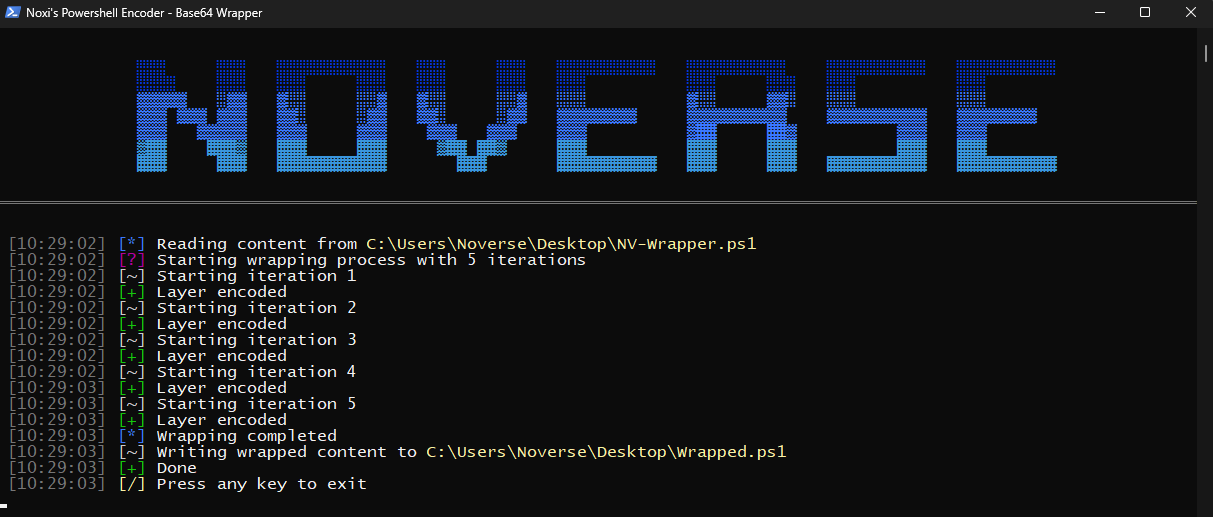 Noxi's Powershell Encoder - Base64 Wrapper
NOVERSE
[10:29:02] [*] Reading content from C:\Users\Noverse\Desktop\NV-Wrapper.ps1
[10:29:02] [?] Starting wrapping process with 5 iterations
[10:29:02] [~] Starting iteration 1
[10:29:02] [+] Layer encoded
[10:29:02] [~] Starting iteration 2
[10:29:02] [+] Layer encoded
[10:29:02] [~] Starting iteration 3
[10:29:02] [+] Layer encoded
[10:29:02] [~] Starting iteration 4
[10:29:03] [+] Layer encoded
[10:29:03] [~] Starting iteration 5
[10:29:03] [+] Layer encoded
[10:29:03] [*] Wrapping completed
[10:29:03] [~] Writing wrapped content to C:\Users\Noverse\Desktop\Wrapped.ps1
[10:29:03] [+] Done
[10:29:03] [/] Press any key to exit